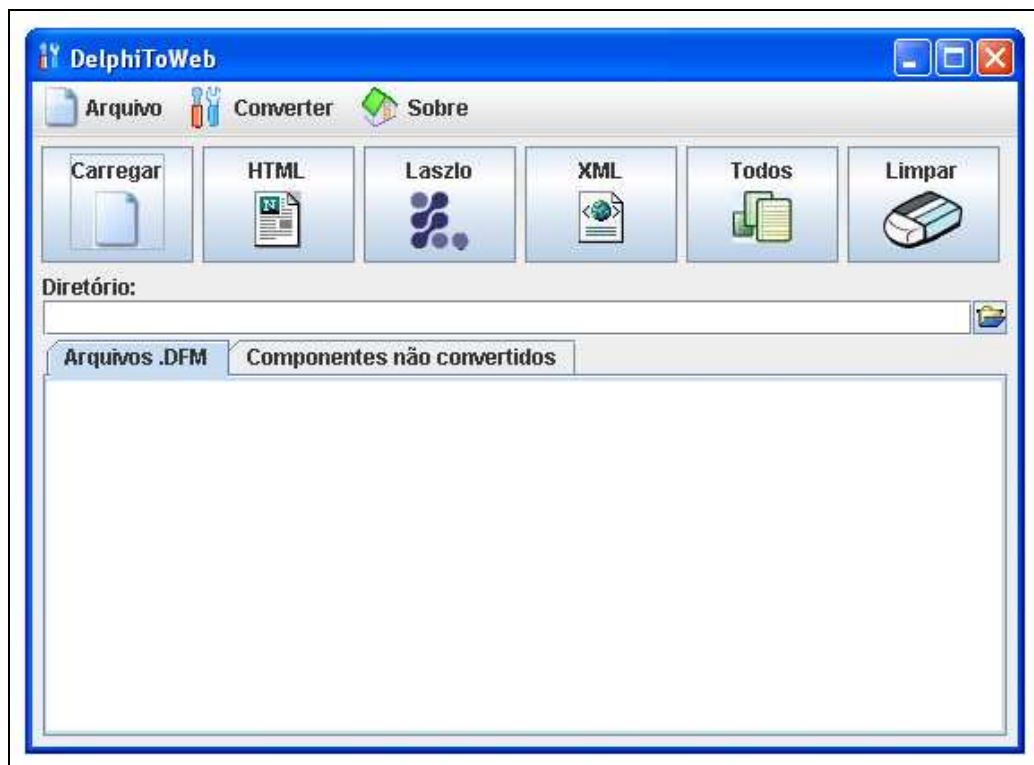 DelphiToWeb
Arquivo Converter Sobre
Carregar HTML Laszlo XML Todos Limpar
Diretório:
Arquivos .DFM Componentes não convertidos